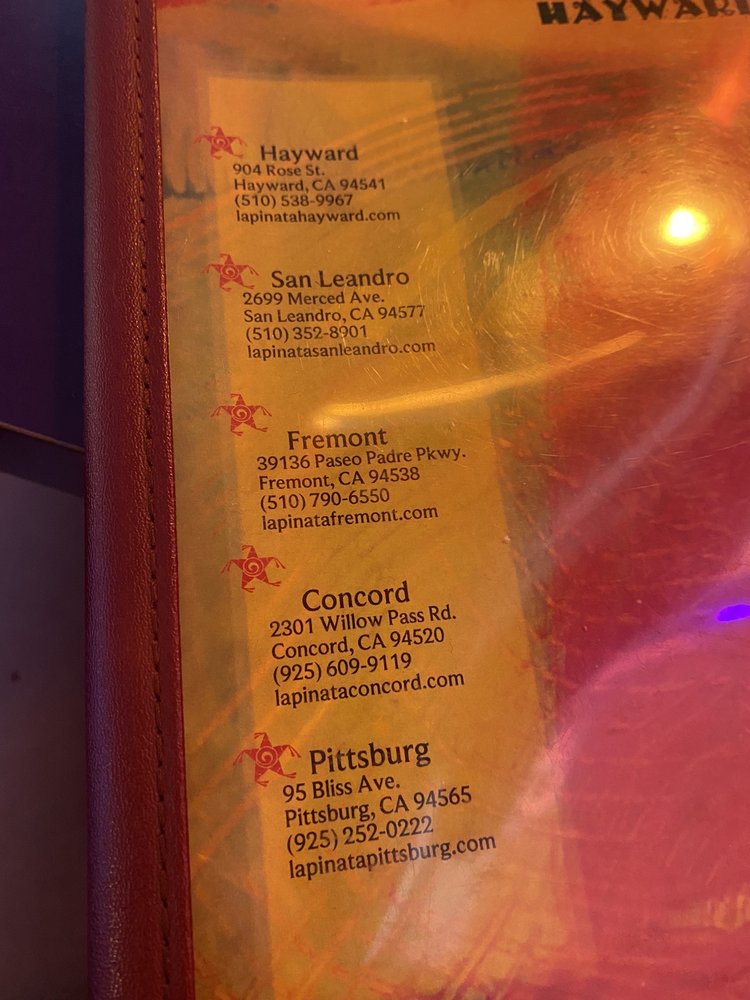 HAYWARD
Hayward
904 Rose St.
Hayward, CA 94541
(510) 538-9967
lapinatahayward.com
San Leandro
2699 Merced Ave.
San Leandro, CA 94577
(510) 352-8901
lapinatasanleandro.com
Fremont
39136 Paseo Padre Pkwy.
Fremont, CA 94538
(510) 790-6550
lapinatafremont.com
Concord
2301 Willow Pass Rd.
Concord, CA 94520
(925) 609-9119
lapinataconcord.com
Pittsburg
95 Bliss Ave.
Pittsburg, CA 94565
(925) 252-0222
lapinatapittsburg.com